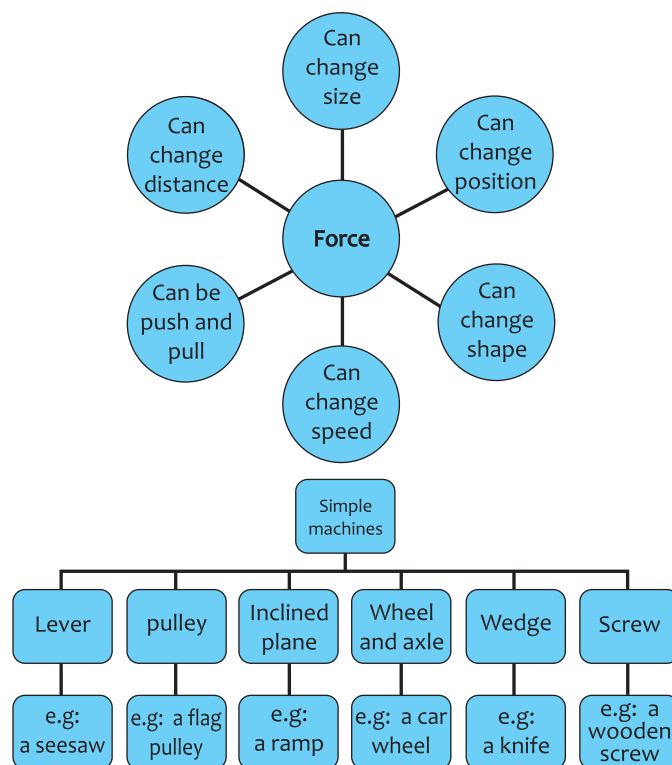 Can
change
size
Can
change
distance
Can
change
position
Force
Can be
push and
pull
Can
change
shape
Can
change
speed
Simple
machines
Lever
pulley
Inclined
plane
Wheel
and axle
Wedge
Screw
e.g:
a seesaw
e.g: a flag
pulley
e.g:
a ramp
e.g: a car
wheel
e.g:
a knife
e.g: a
wooden
screw